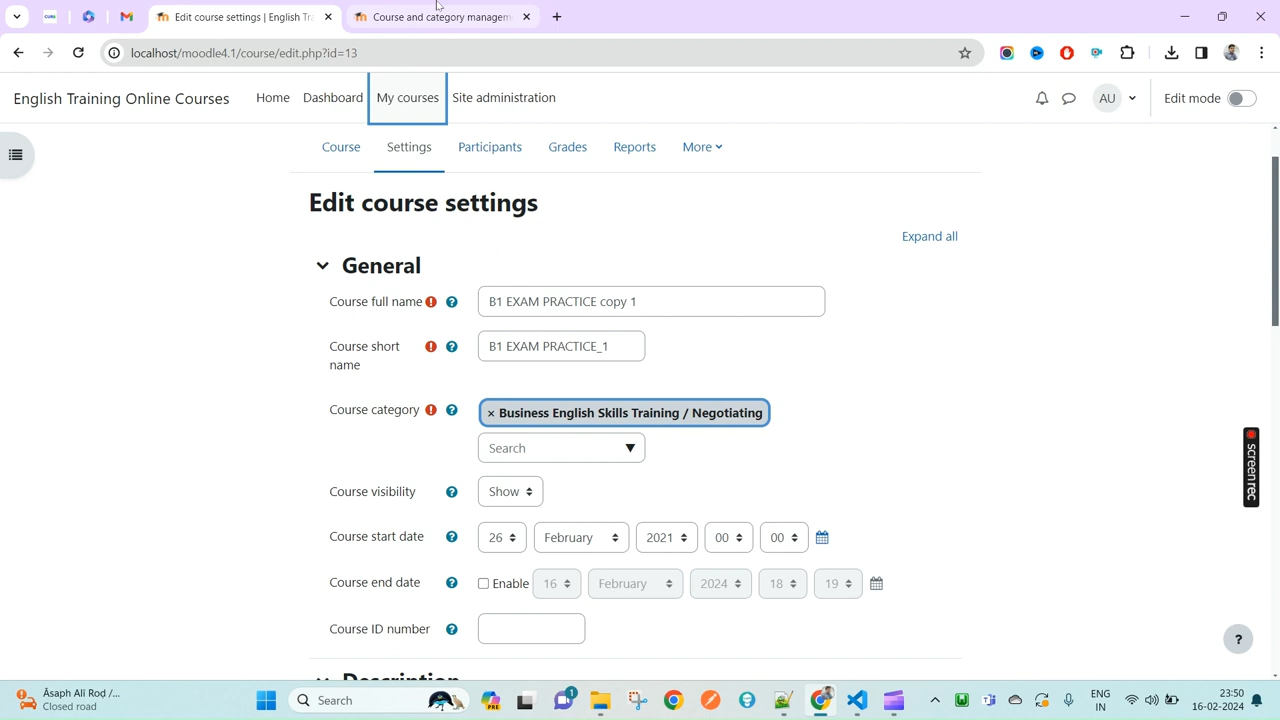 Edit course settings | English Tra
Course and category managem
localhost/moodle4.1/course/edit.php?id=13
English Training Online Courses
Home
Dashboard
My courses
Site administration
AU
Edit mode
Course
Settings
Participants
Grades
Reports
More
Edit course settings
Expand all
General
Course full name
B1 EXAM PRACTICE copy 1
Course short
name
B1 EXAM PRACTICE_1
Course category
× Business English Skills Training / Negotiating
Search
Course visibility
Show
Course start date
26
February
2021
00
00
Course end date
Enable
16
February
2024
18
19
Course ID number
Description
screenrec
Āsaph Ali Roḍ /...
Closed road
Search
1
ENG
IN
23:50
16-02-2024